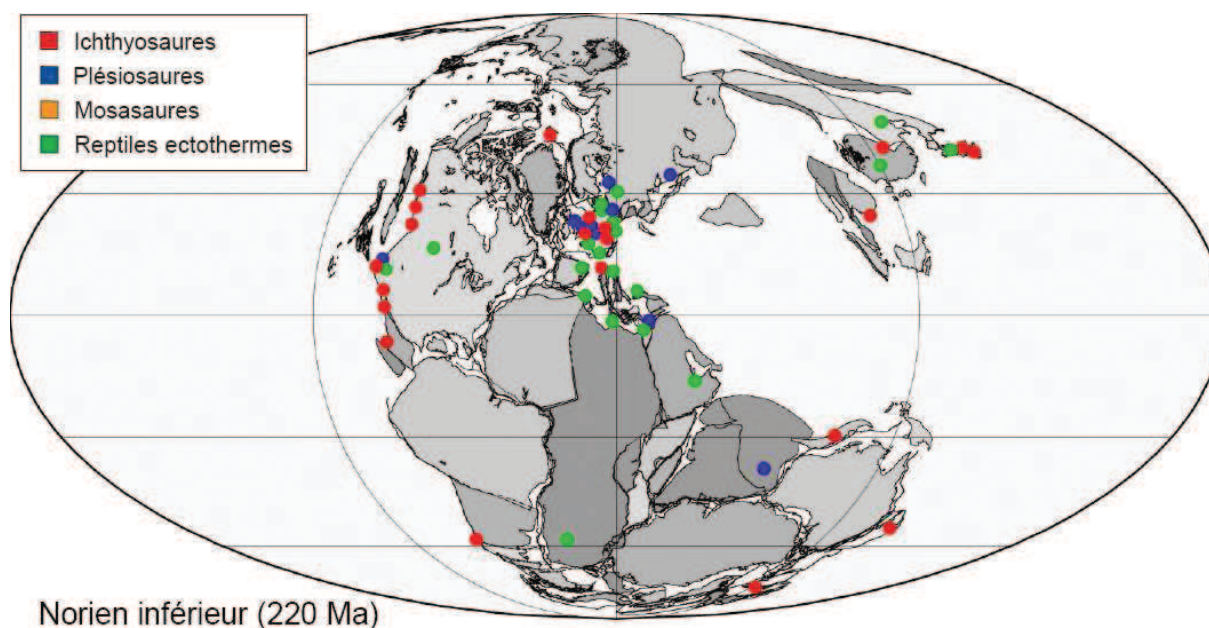 Ichthyosaures
Plésiosaures
Mosasaures
Reptiles ectothermes
Norien inférieur (220 Ma)